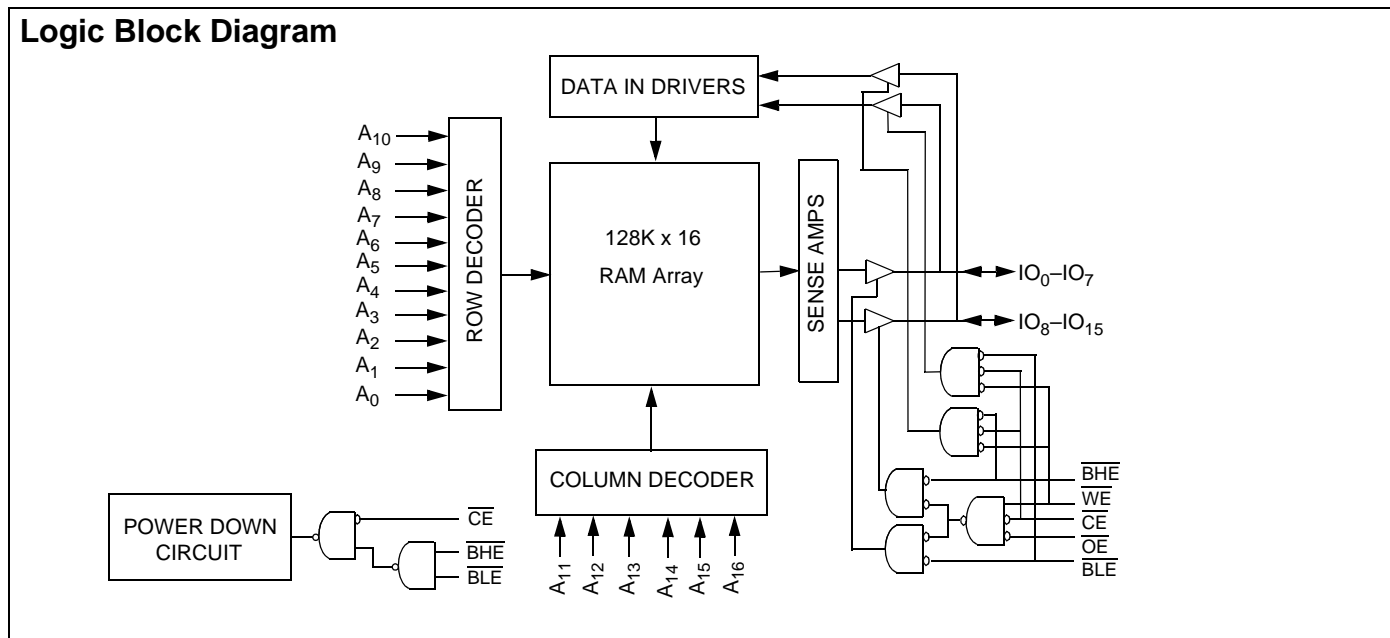 Logic Block Diagram
DATA IN DRIVERS
A10
A9
A8
A7
A6
A5
A4
A3
A2
A1
A0
ROW DECODER
128K x 16
RAM Array
SENSE AMPS
IO0–IO7
IO8–IO15
COLUMN DECODER
A11
A12
A13
A14
A15
A16
POWER DOWN
CIRCUIT
CE
BHE
BLE
BHE
WE
CE
OE
BLE